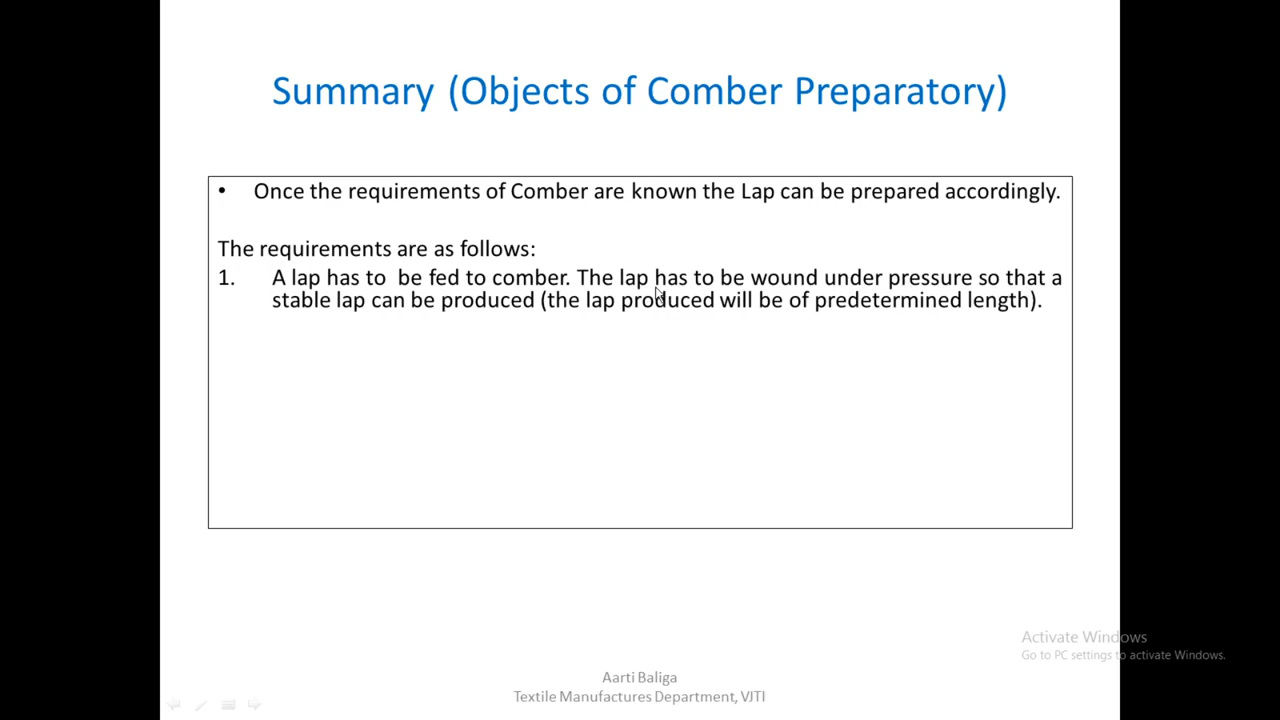 Summary (Objects of Comber Preparatory)
• Once the requirements of Comber are known the Lap can be prepared accordingly.
The requirements are as follows:
1. A lap has to be fed to comber. The lap has to be wound under pressure so that a
stable lap can be produced (the lap produced will be of predetermined length).
Activate Windows
Go to PC settings to activate Windows.
Aarti Baliga
Textile Manufactures Department, VJTI